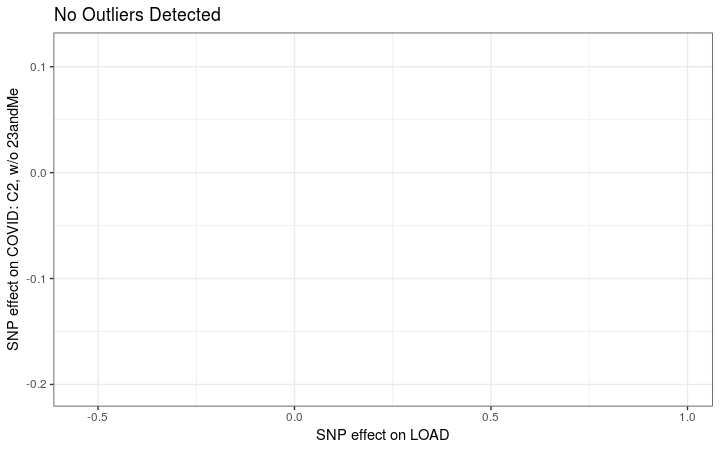 No Outliers Detected
SNP effect on COVID: C2, w/o 23andMe
0.1
0.0
-0.1
-0.2
-0.5
0.0
0.5
1.0
SNP effect on LOAD